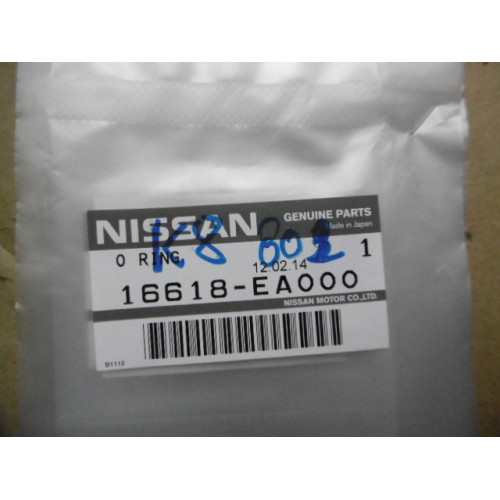 NISSAN GENUINE PARTS
Made in Japan
K8 801
O RING, 12.02.14 1
16618-EA000
NISSAN MOTOR CO.,LTD.
B1112